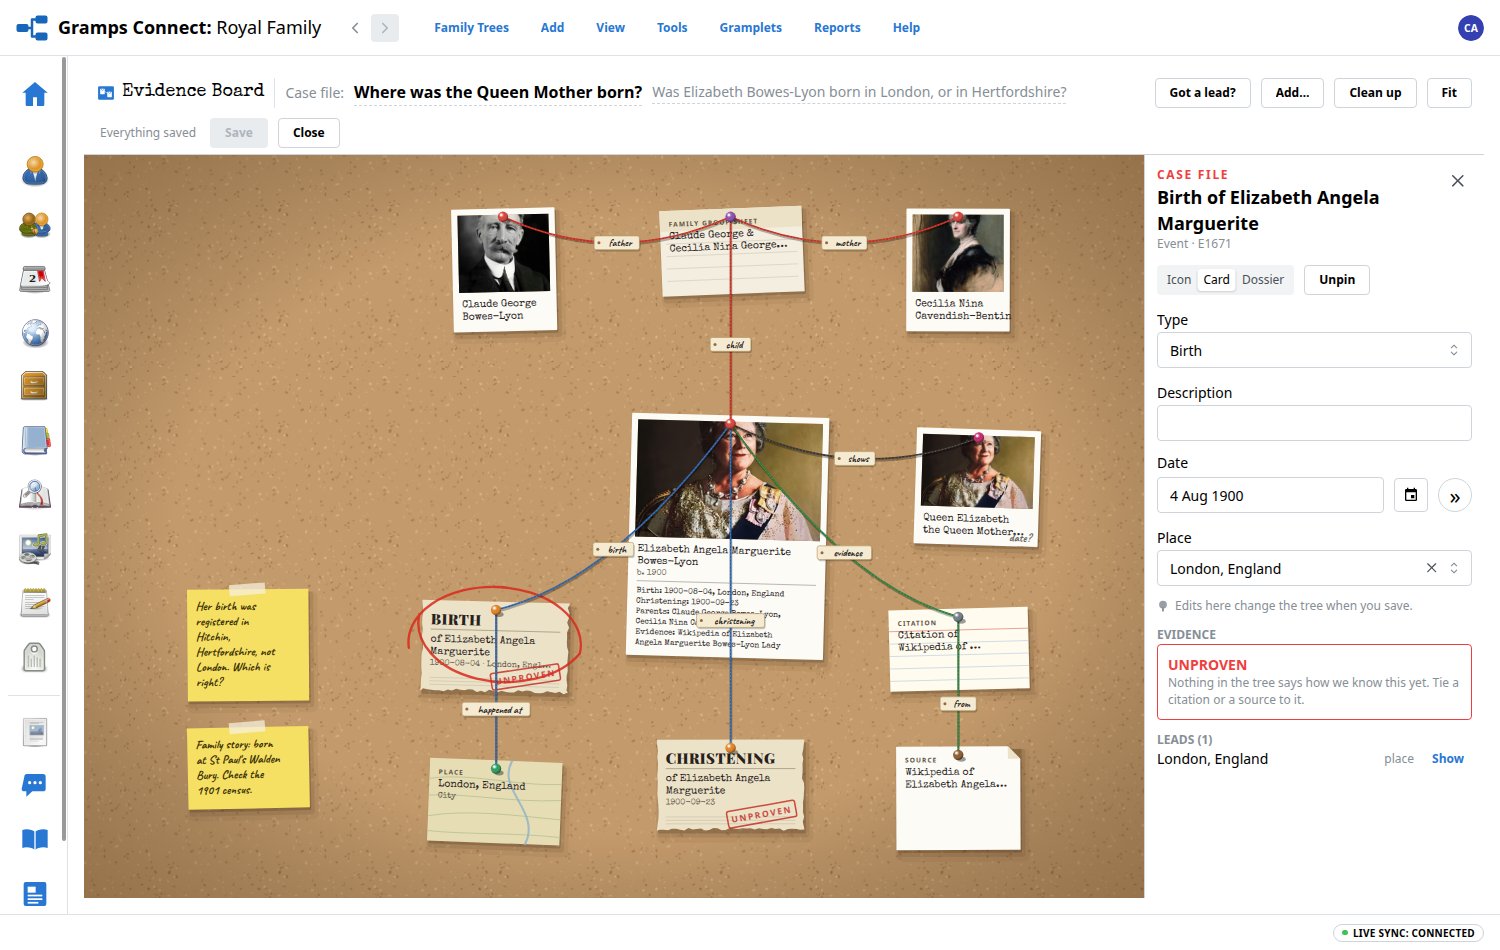 Gramps Connect: Royal Family
Family Trees
Add
View
Tools
Gramplets
Reports
Help
CA
Evidence Board
Case file:
Where was the Queen Mother born?
Was Elizabeth Bowes-Lyon born in London, or in Hertfordshire?
Got a lead?
Add...
Clean up
Fit
Everything saved
Save
Close
Claude George
Bowes-Lyon
father
Claude George &
Cecilia Nina George...
mother
Cecilia Nina
Cavendish-Bentin
child
shows
Queen Elizabeth
the Queen Mother...
date?
birth
Elizabeth Angela Marguerite
Bowes-Lyon
b. 1900
Birth: 1900-08-04, London, England
Christening: 1900-09-23
Parents: Claude George
Cecilia Nina
Evidence: Wikipedia of Elizabeth
Angela Marguerite Bowes-Lyon Lady
christening
evidence
Her birth was
registered in
Hitchin,
Hertfordshire, not
London. Which is
right?
Family story: born
at St Paul's Walden
Bury. Check the
1901 census.
BIRTH
of Elizabeth Angela
Marguerite
1900-08-04 · London, Engl...
UNPROVEN
happened at
PLACE
London, England
City
CHRISTENING
of Elizabeth Angela
Marguerite
1900-09-23
UNPROVEN
CITATION
Citation of
Wikipedia of ...
from
SOURCE
Wikipedia of
Elizabeth Angela...
CASE FILE
Birth of Elizabeth Angela
Marguerite
Event · E1671
Icon
Card
Dossier
Unpin
Type
Birth
Description
Date
4 Aug 1900
Place
London, England
Edits here change the tree when you save.
EVIDENCE
UNPROVEN
Nothing in the tree says how we know this yet. Tie a
citation or a source to it.
LEADS (1)
London, England
place
Show
LIVE SYNC: CONNECTED